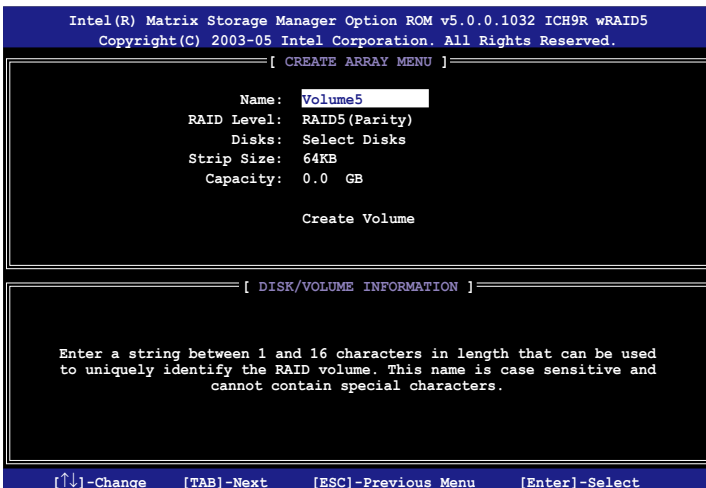 Intel(R) Matrix Storage Manager Option ROM v5.0.0.1032 ICH9R wRAID5
Copyright(C) 2003-05 Intel Corporation. All Rights Reserved.
[ CREATE ARRAY MENU ]
Name: Volume5
RAID Level: RAID5(Parity)
Disks: Select Disks
Strip Size: 64KB
Capacity: 0.0 GB
Create Volume
[ DISK/VOLUME INFORMATION ]
Enter a string between 1 and 16 characters in length that can be used
to uniquely identify the RAID volume. This name is case sensitive and
cannot contain special characters.
[↑↓]-Change [TAB]-Next [ESC]-Previous Menu [Enter]-Select